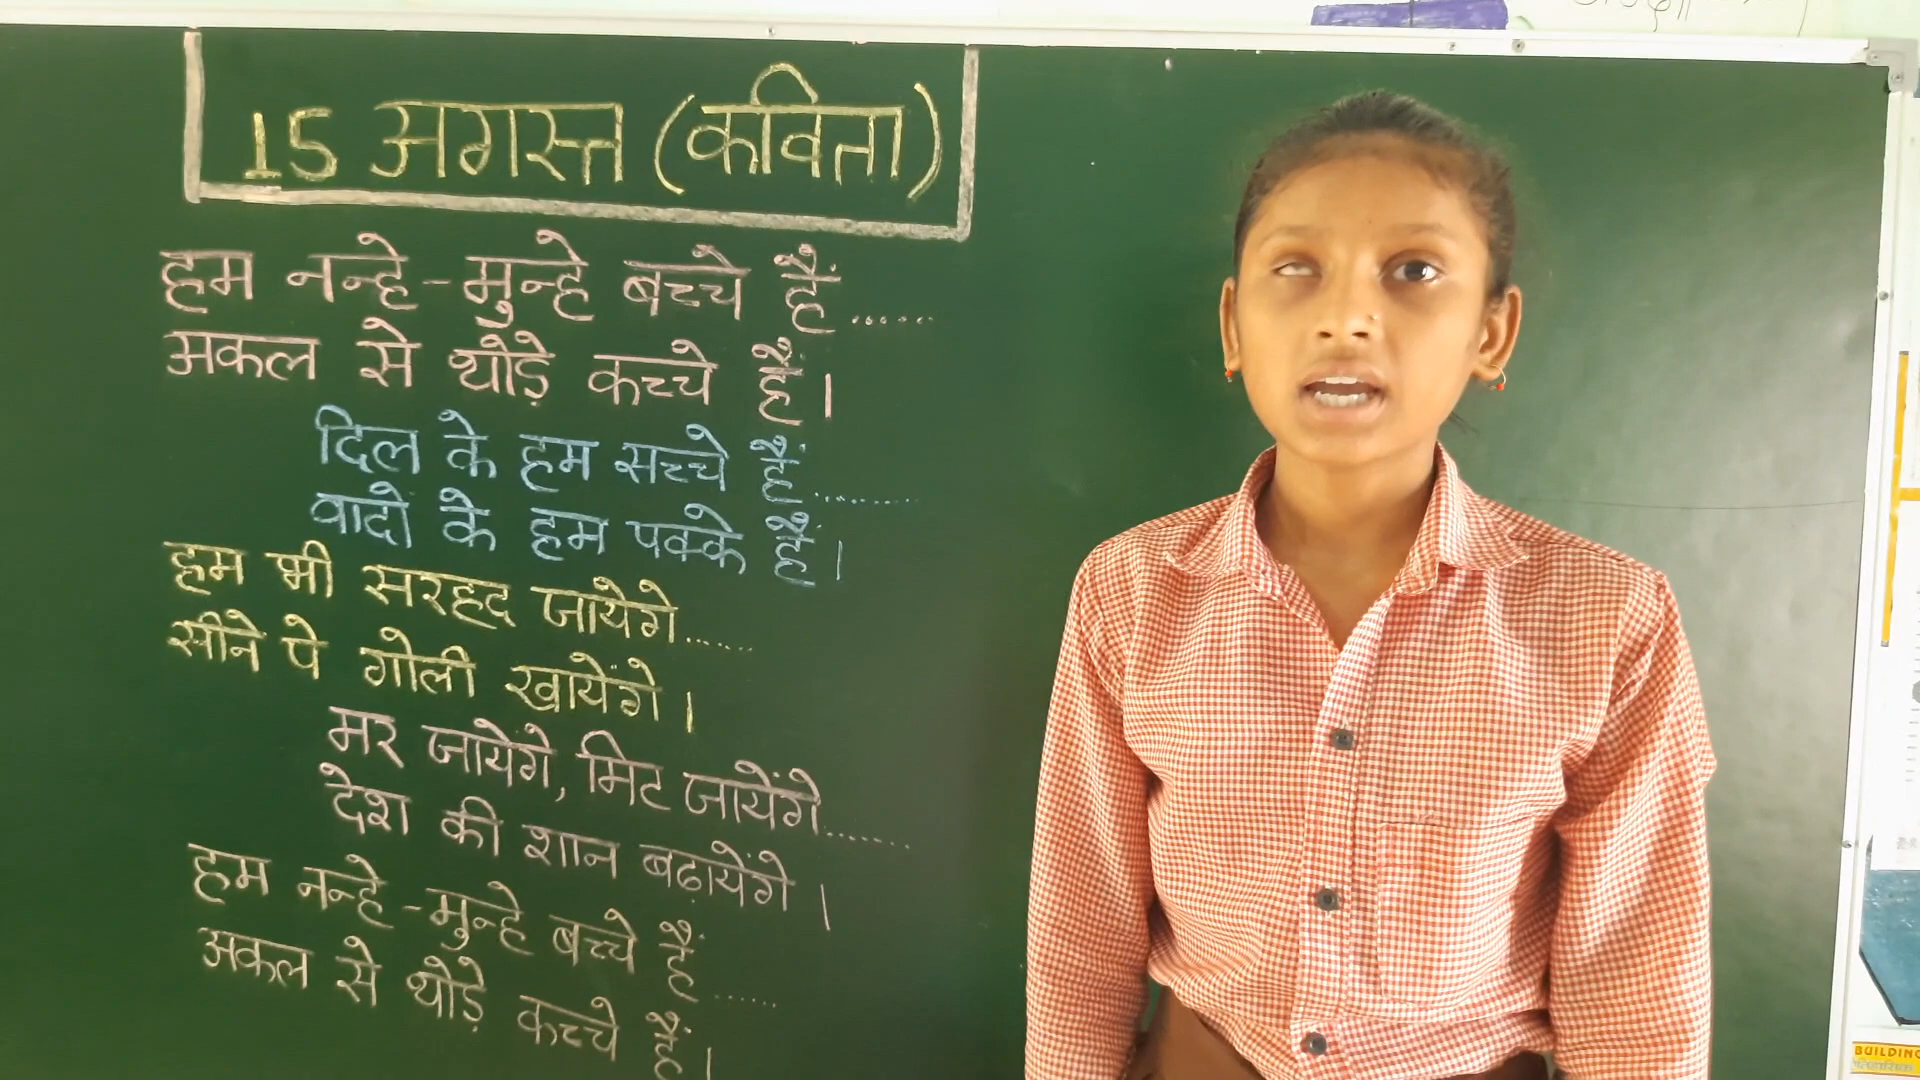 15 अगस्त (कविता)
हम नन्हे-मुन्हे बच्चे हैं......
अकल से थोड़े कच्चे हैं।
दिल के हम सच्चे हैं..........
वादों के हम पक्के हैं।
हम भी सरहद जायेगे......
सीने पे गोली खायेंगे।
मर जायेंगे, मिट जायेंगे.......
देश की शान बढ़ायेंगे।
हम नन्हे-मुन्हे बच्चे हैं......
अकल से थोड़े कच्चे हैं।
BUILDING